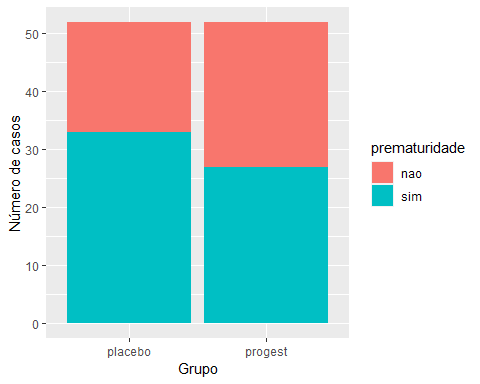 Número de casos
50
40
30
20
10
0
placebo
progest
Grupo
prematuridade
nao
sim